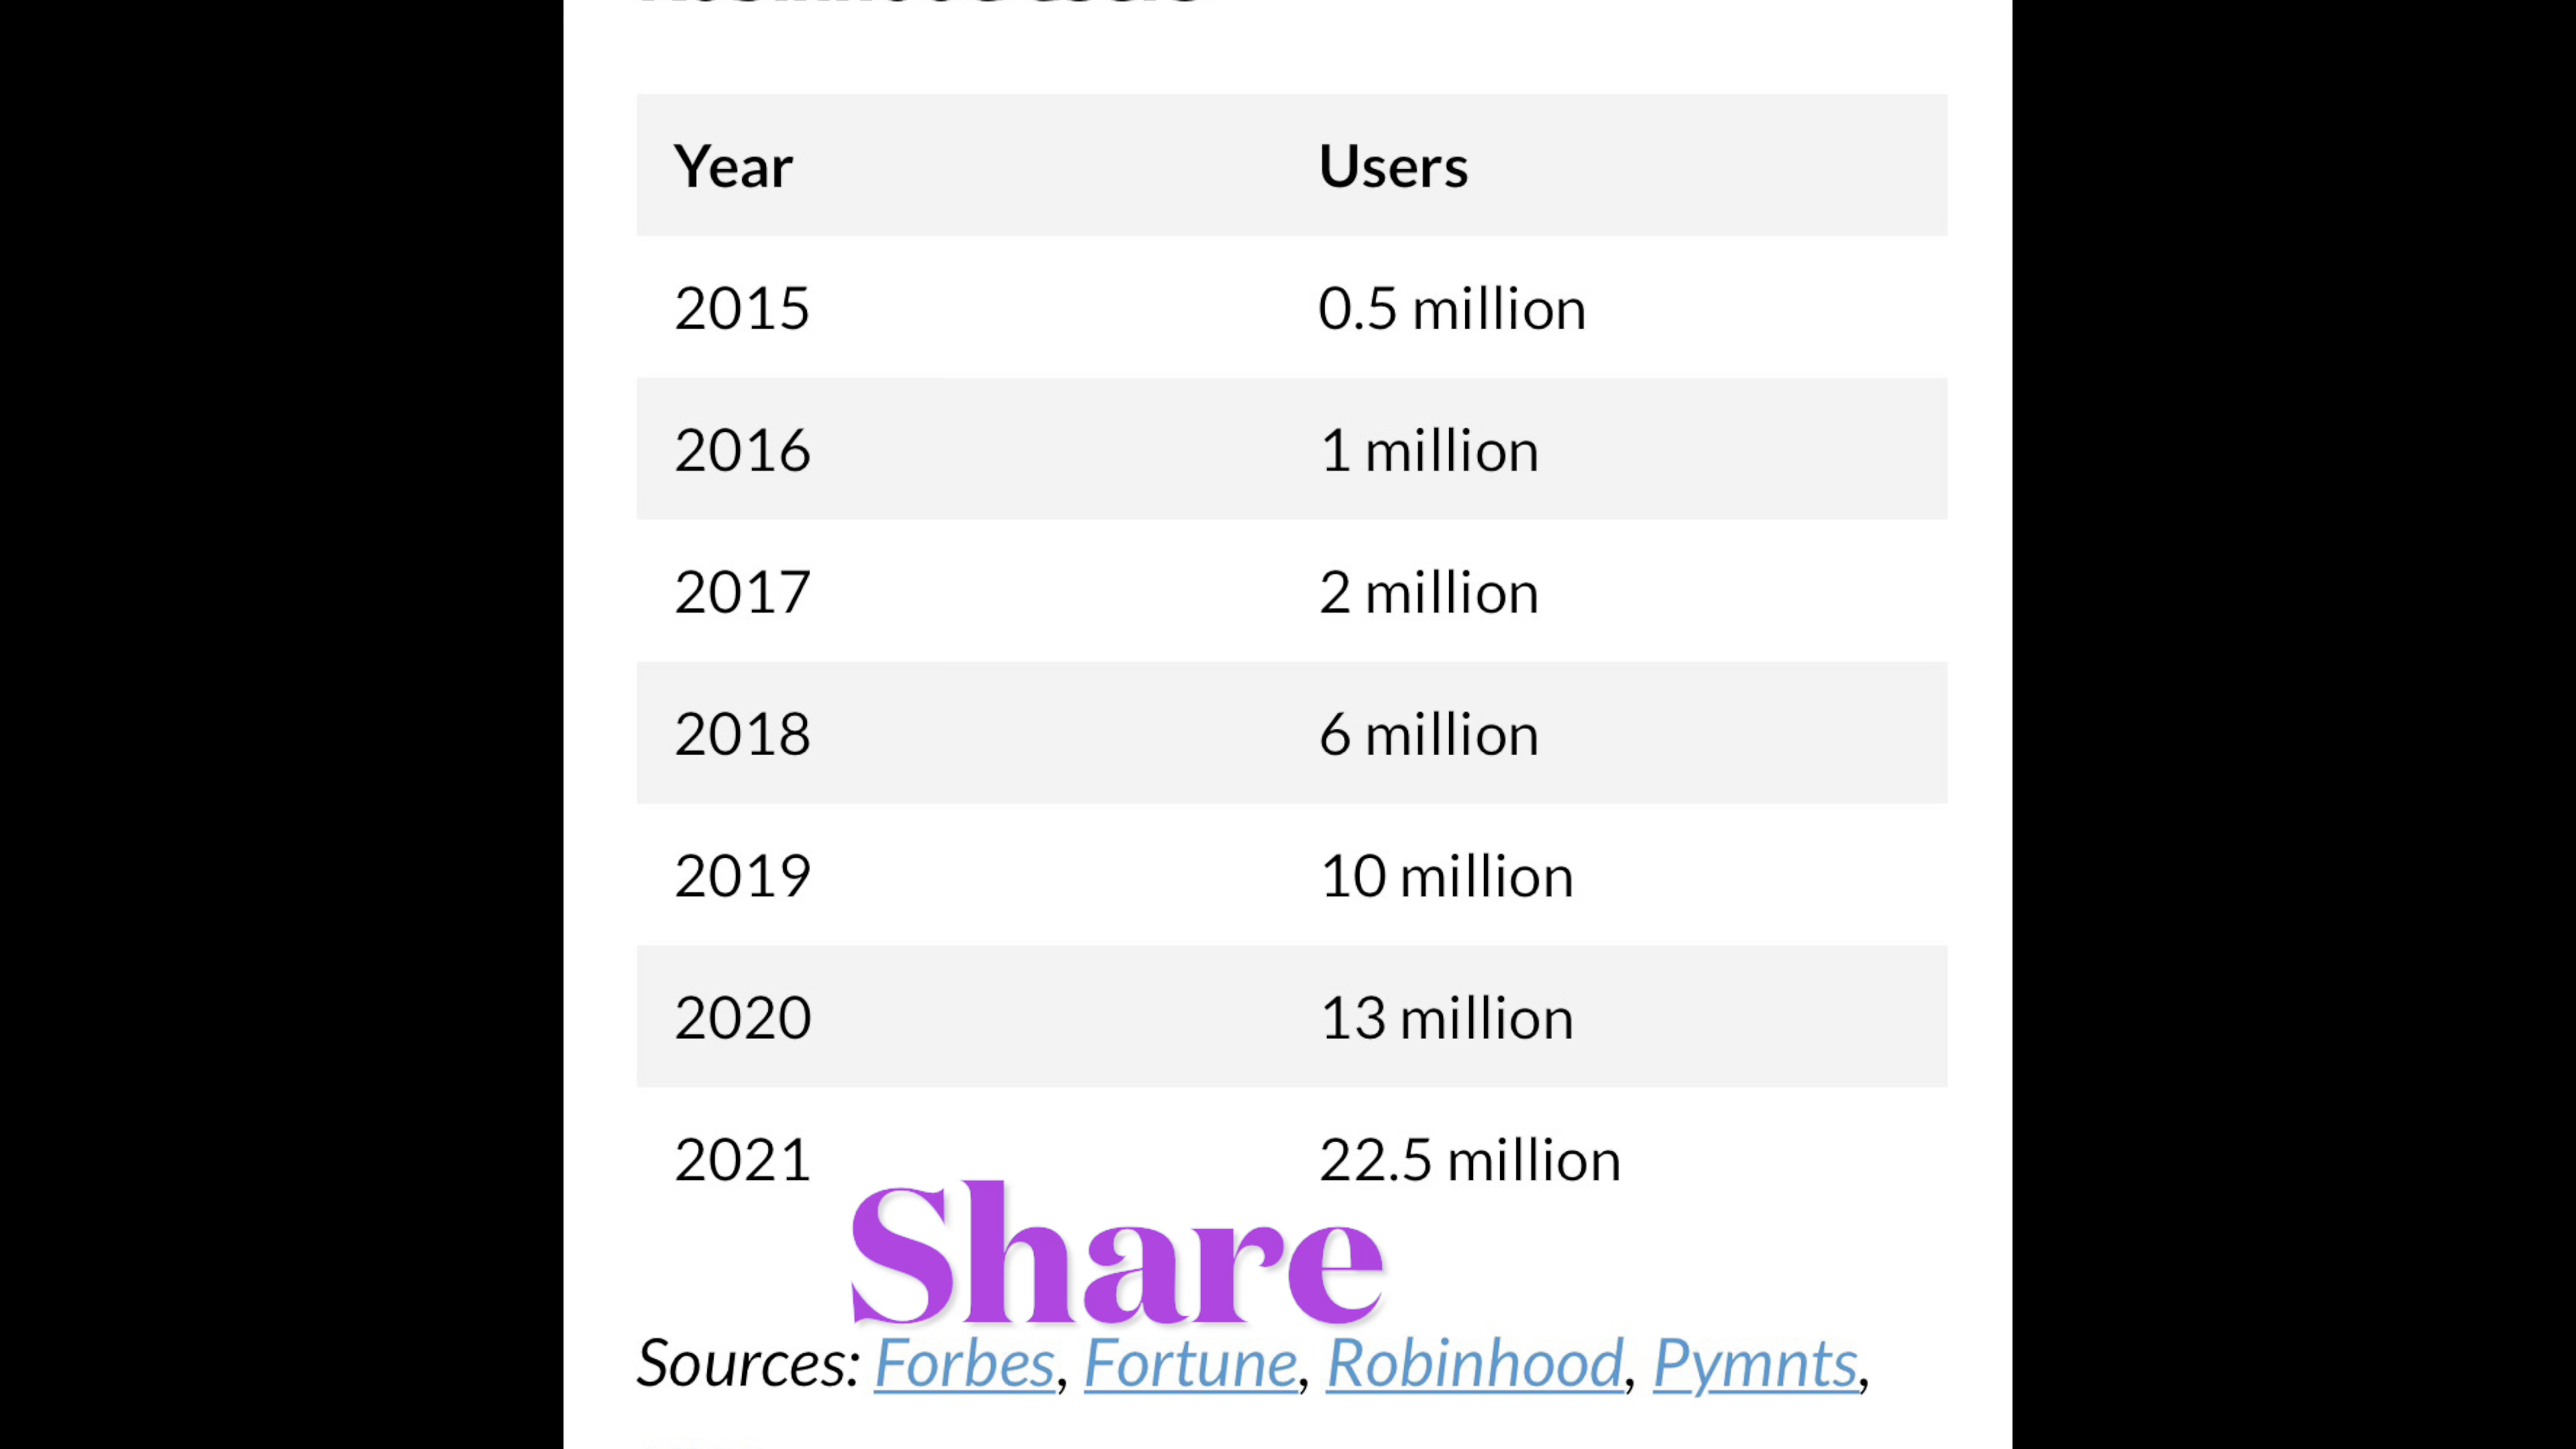 Year Users
2015 0.5 million
2016 1 million
2017 2 million
2018 6 million
2019 10 million
2020 13 million
2021 22.5 million
Share
Sources: Forbes, Fortune, Robinhood, Pymnts,